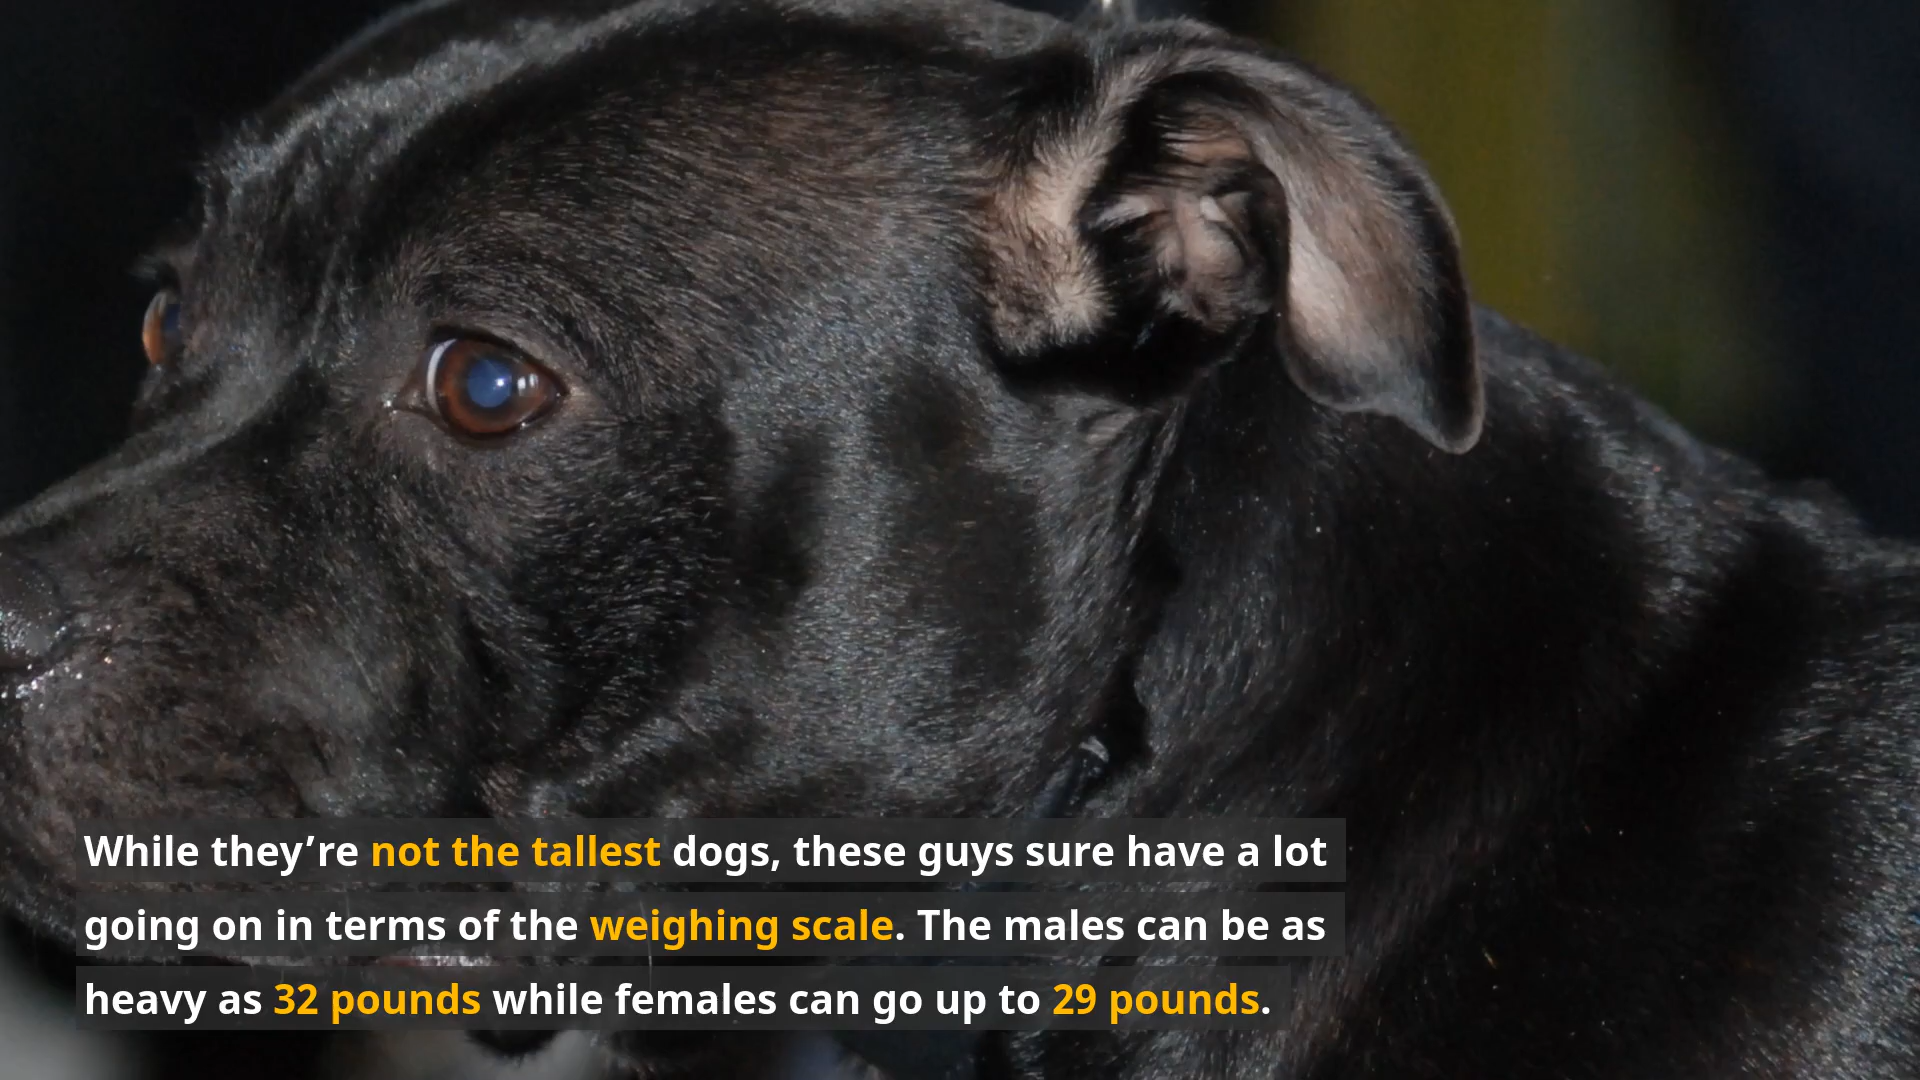 While they’re not the tallest dogs, these guys sure have a lot
going on in terms of the weighing scale. The males can be as
heavy as 32 pounds while females can go up to 29 pounds.